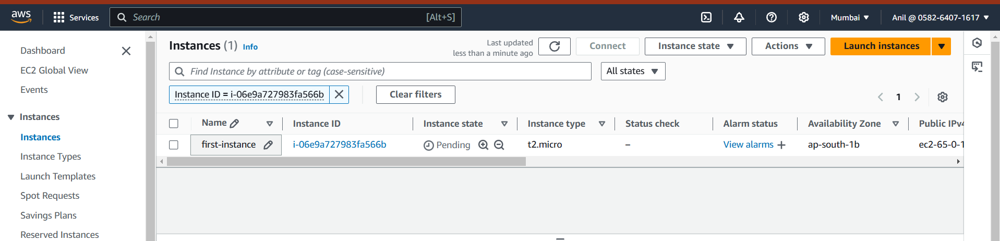 aws Services Search [Alt+S] Mumbai Anil @ 0582-6407-1617
Dashboard
EC2 Global View
Events
Instances
Instances
Instance Types
Launch Templates
Spot Requests
Savings Plans
Reserved Instances
Instances (1) Info
Last updated
less than a minute ago
Connect Instance state Actions Launch instances
Find Instance by attribute or tag (case-sensitive) All states
Instance ID = i-06e9a727983fa566b Clear filters
1
Name Instance ID Instance state Instance type Status check Alarm status Availability Zone Public IPv4
first-instance i-06e9a727983fa566b Pending t2.micro – View alarms + ap-south-1b ec2-65-0-1